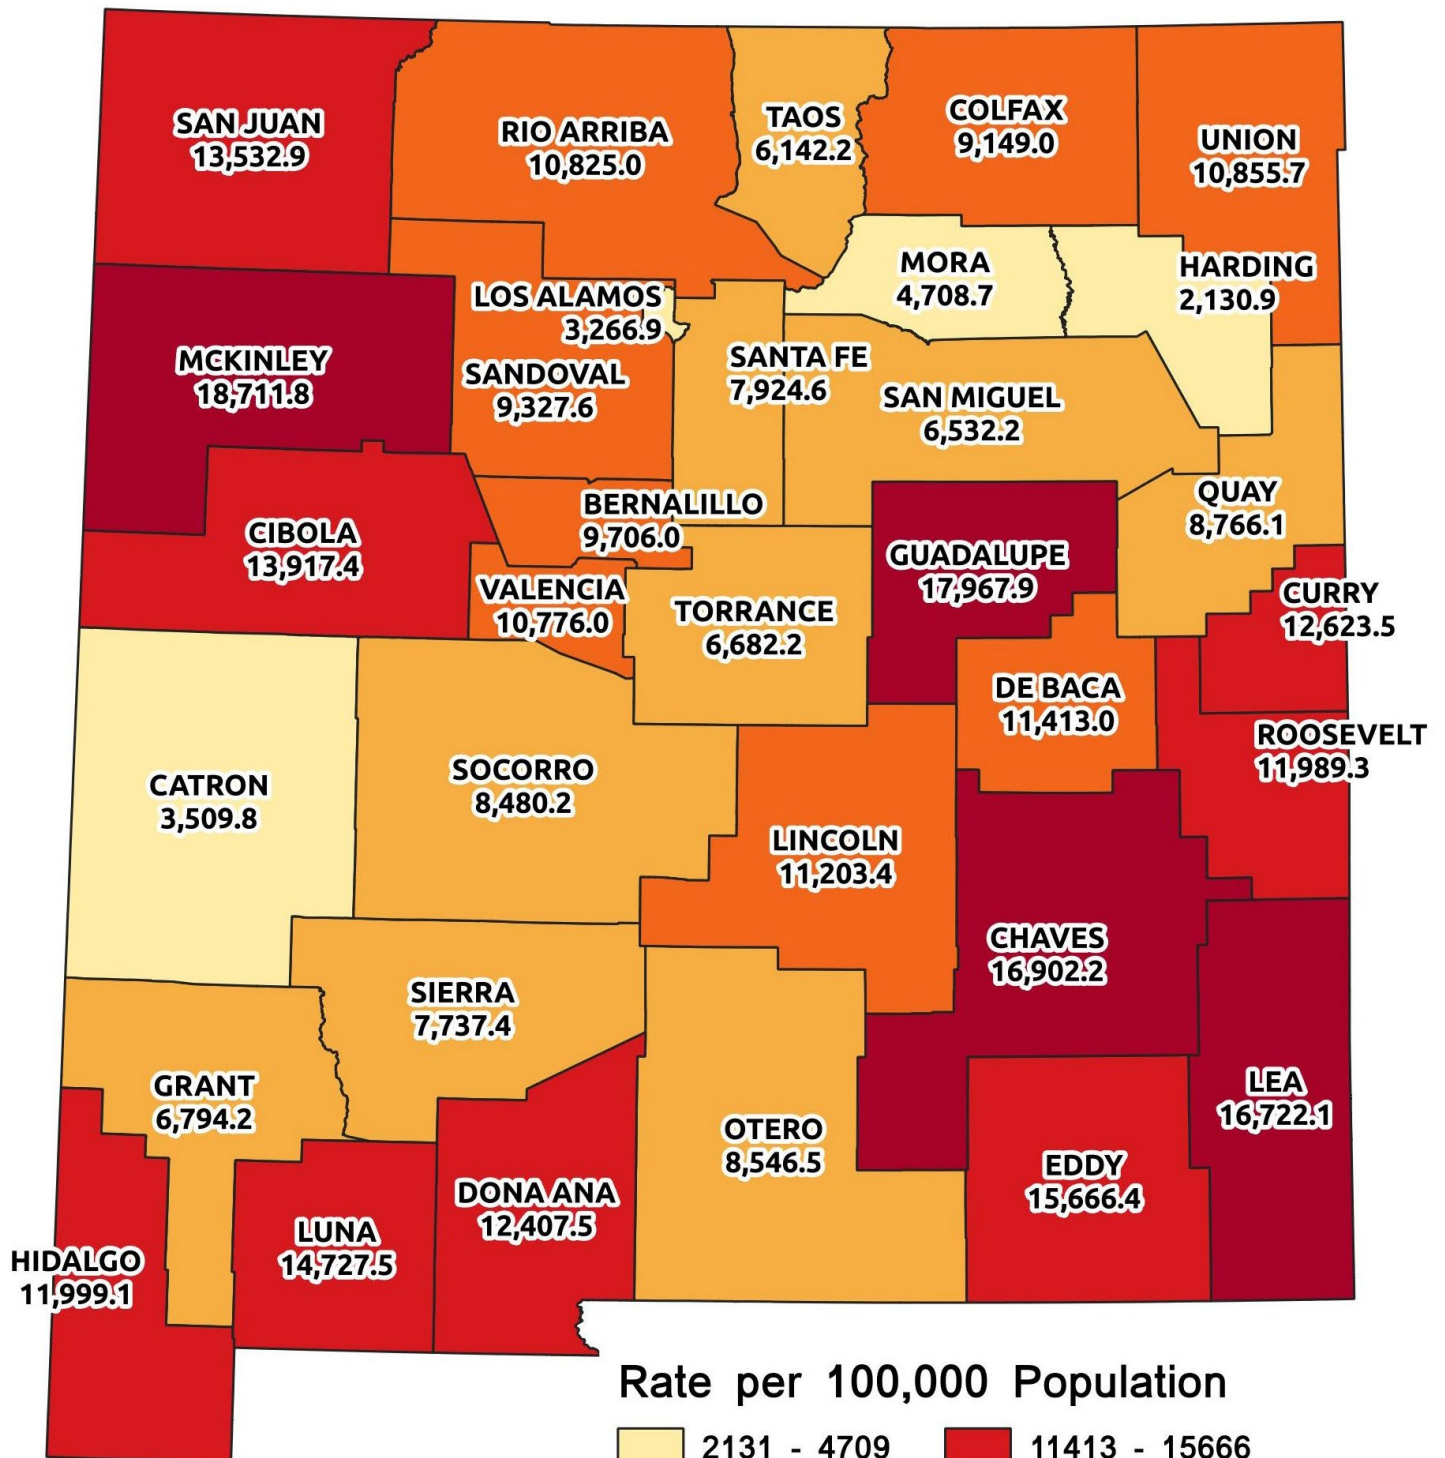 SAN JUAN
13,532.9
RIO ARRIBA
10,825.0
TAOS
6,142.2
COLFAX
9,149.0
UNION
10,855.7
MORA
4,708.7
HARDING
2,130.9
LOS ALAMOS
3,266.9
MCKINLEY
18,711.8
SANDOVAL
9,327.6
SANTA FE
7,924.6
SAN MIGUEL
6,532.2
QUAY
8,766.1
BERNALILLO
9,706.0
CIBOLA
13,917.4
GUADALUPE
17,967.9
VALENCIA
10,776.0
TORRANCE
6,682.2
CURRY
12,623.5
DE BACA
11,413.0
ROOSEVELT
11,989.3
CATRON
3,509.8
SOCORRO
8,480.2
LINCOLN
11,203.4
CHAVES
16,902.2
SIERRA
7,737.4
GRANT
6,794.2
LEA
16,722.1
OTERO
8,546.5
EDDY
15,666.4
DONA ANA
12,407.5
LUNA
14,727.5
HIDALGO
11,999.1
Rate per 100,000 Population
2131 - 4709
11413 - 15666